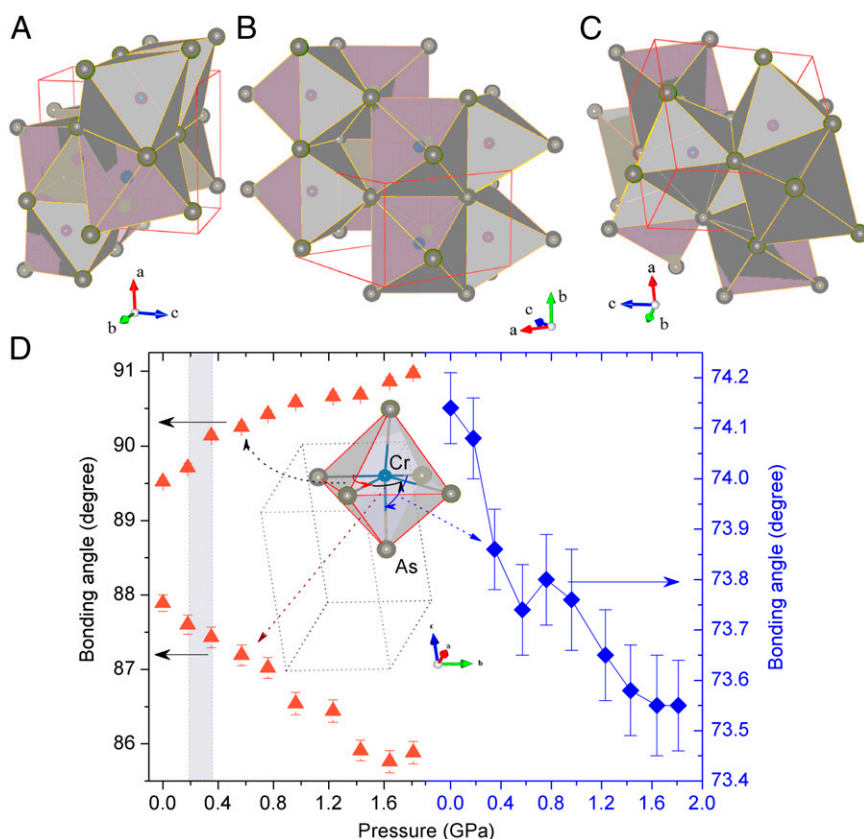 A
B
C
a
b
c
b
a
c
a
c
b
D
91
90
89
88
87
86
Bonding angle (degree)
Cr
As
c
a
b
74.2
74.1
74.0
73.9
73.8
73.7
73.6
73.5
73.4
Bonding angle (degree)
0.0 0.4 0.8 1.2 1.6 0.0 0.4 0.8 1.2 1.6 2.0
Pressure (GPa)